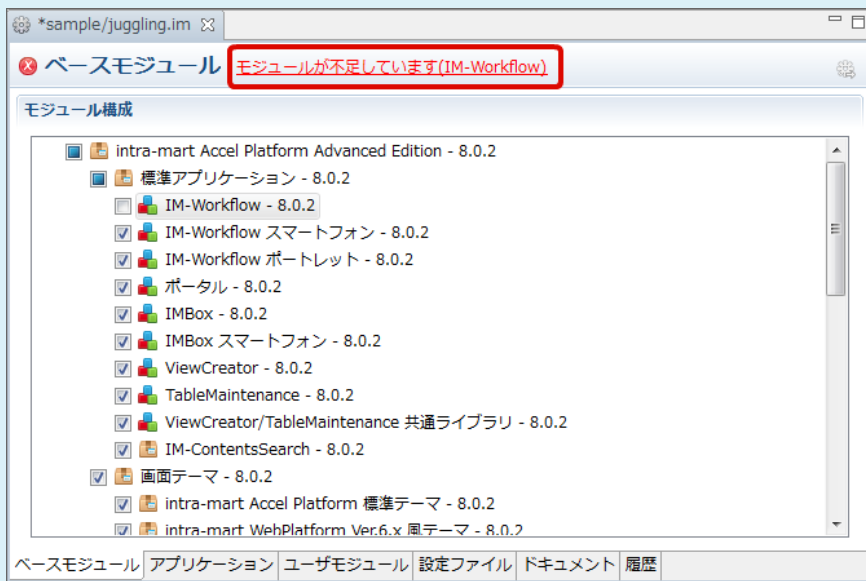 *sample/juggling.im
ベースモジュール モジュールが不足しています(IM-Workflow)
モジュール構成
intra-mart Accel Platform Advanced Edition - 8.0.2
標準アプリケーション - 8.0.2
IM-Workflow - 8.0.2
IM-Workflow スマートフォン - 8.0.2
IM-Workflow ポートレット - 8.0.2
ポータル - 8.0.2
IMBox - 8.0.2
IMBox スマートフォン - 8.0.2
ViewCreator - 8.0.2
TableMaintenance - 8.0.2
ViewCreator/TableMaintenance 共通ライブラリ - 8.0.2
IM-ContentsSearch - 8.0.2
画面テーマ - 8.0.2
intra-mart Accel Platform 標準テーマ - 8.0.2
intra-mart WebPlatform Ver.6.x 風テーマ - 8.0.2
ベースモジュール アプリケーション ユーザモジュール 設定ファイル ドキュメント 履歴